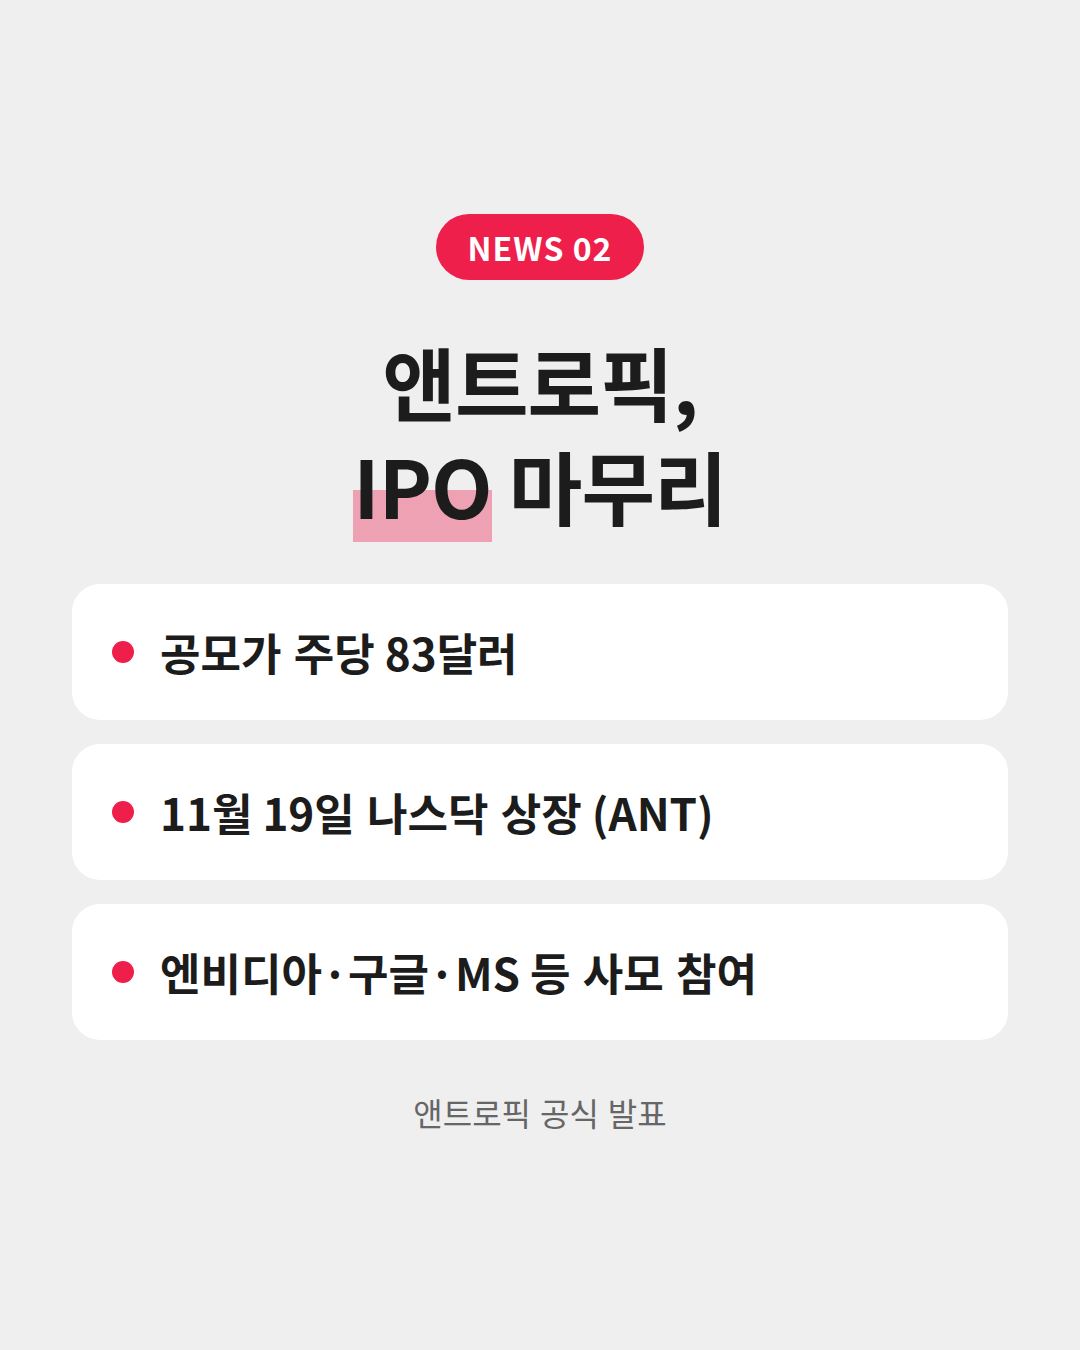 NEWS 02
앤트로픽,
IPO 마무리
공모가 주당 83달러
11월 19일 나스닥 상장 (ANT)
엔비디아·구글·MS 등 사모 참여
앤트로픽 공식 발표